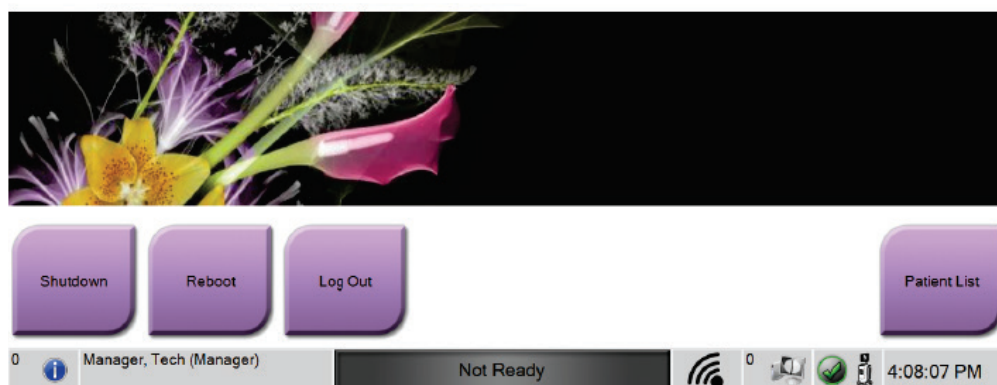 Shutdown
Reboot
Log Out
Patient List
0
Manager, Tech (Manager)
Not Ready
0
4:08:07 PM